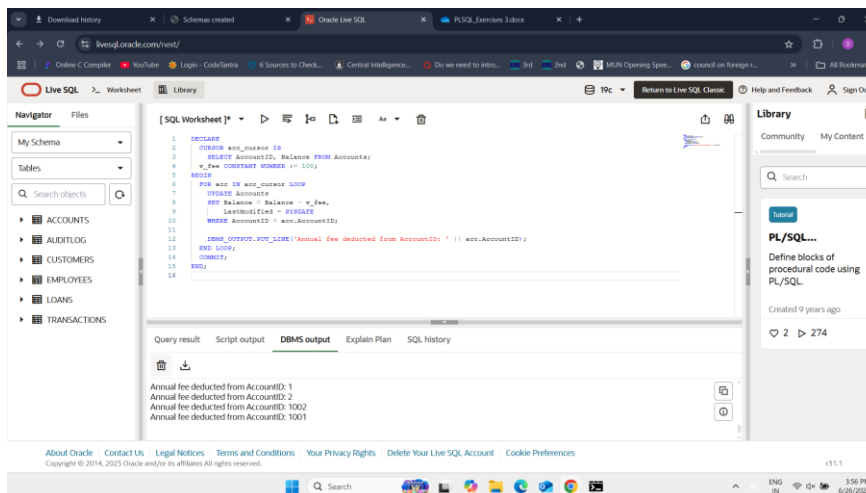 Download history
Schemas created
Oracle Live SQL
PLSQL_Exercises 3.docx
livesql.oracle.com/next/
S
Online C Compiler
YouTube
Login - CodeTantra
6 Sources to Check...
Central Intelligence...
Do we need to intro...
3rd
2nd
MUN Opening Spee...
council on foreign r...
All Bookmar
Live SQL
Worksheet
Library
19c
Return to Live SQL Classic
Help and Feedback
Sign Ou
Navigator
Files
My Schema
Tables
Search objects
ACCOUNTS
AUDITLOG
CUSTOMERS
EMPLOYEES
LOANS
TRANSACTIONS
[ SQL Worksheet ]*
Aa
1 DECLARE
2 CURSOR acc_cursor IS
3 SELECT AccountID, Balance FROM Accounts;
4 v_fee CONSTANT NUMBER := 100;
5 BEGIN
6 FOR acc IN acc_cursor LOOP
7 UPDATE Accounts
8 SET Balance = Balance - v_fee,
9 LastModified = SYSDATE
10 WHERE AccountID = acc.AccountID;
11
12 DBMS_OUTPUT.PUT_LINE('Annual fee deducted from AccountID: ' || acc.AccountID);
13 END LOOP;
14 COMMIT;
15 END;
16
Query result
Script output
DBMS output
Explain Plan
SQL history
Annual fee deducted from AccountID: 1
Annual fee deducted from AccountID: 2
Annual fee deducted from AccountID: 1002
Annual fee deducted from AccountID: 1001
Library
Community
My Content
Search
Tutorial
PL/SQL...
Define blocks of
procedural code using
PL/SQL.
Created 9 years ago
2
274
About Oracle
Contact Us
Legal Notices
Terms and Conditions
Your Privacy Rights
Delete Your Live SQL Account
Cookie Preferences
Copyright © 2014, 2025 Oracle and/or its affiliates All rights reserved.
r31.1
Search
ENG
IN
3:56 P
6/26/202